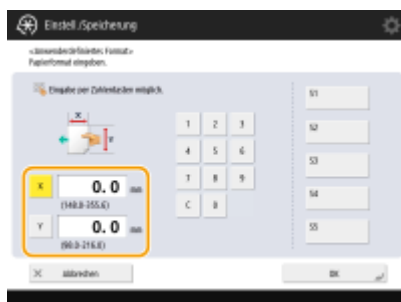 Einstell./Speicherung
<Anwenderdefiniertes Format>
Papierformat eingeben.
Eingabe per Zahlentasten möglich.
X
Y
1 2 3
4 5 6
7 8 9
C 0
X 0.0 mm
(148.0-355.6)
Y 0.0 mm
(98.0-216.0)
S1
S2
S3
S4
S5
Abbrechen
OK